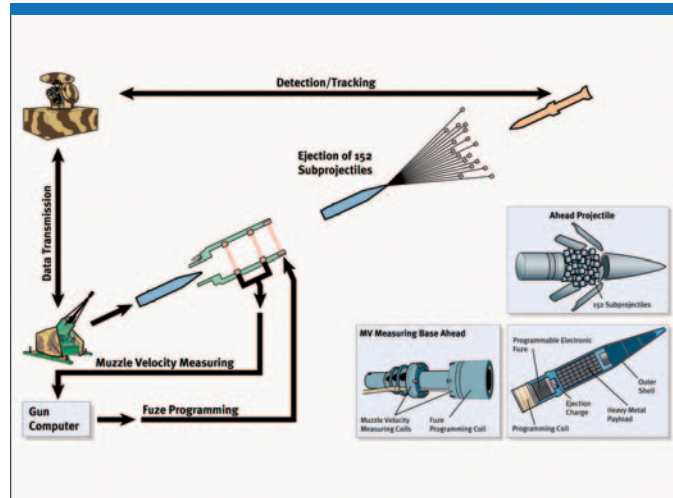 Detection/Tracking
Ejection of 152
Subprojectiles
Data Transmission
Ahead Projectile
152 Subprojectiles
Muzzle Velocity Measuring
Gun
Computer
Fuze Programming
MV Measuring Base Ahead
Muzzle Velocity
Measuring Coils
Fuze
Programming Coil
Programmable Electronic
Fuze
Outer
Shell
Ejection
Charge
Heavy Metal
Payload
Programming Coil